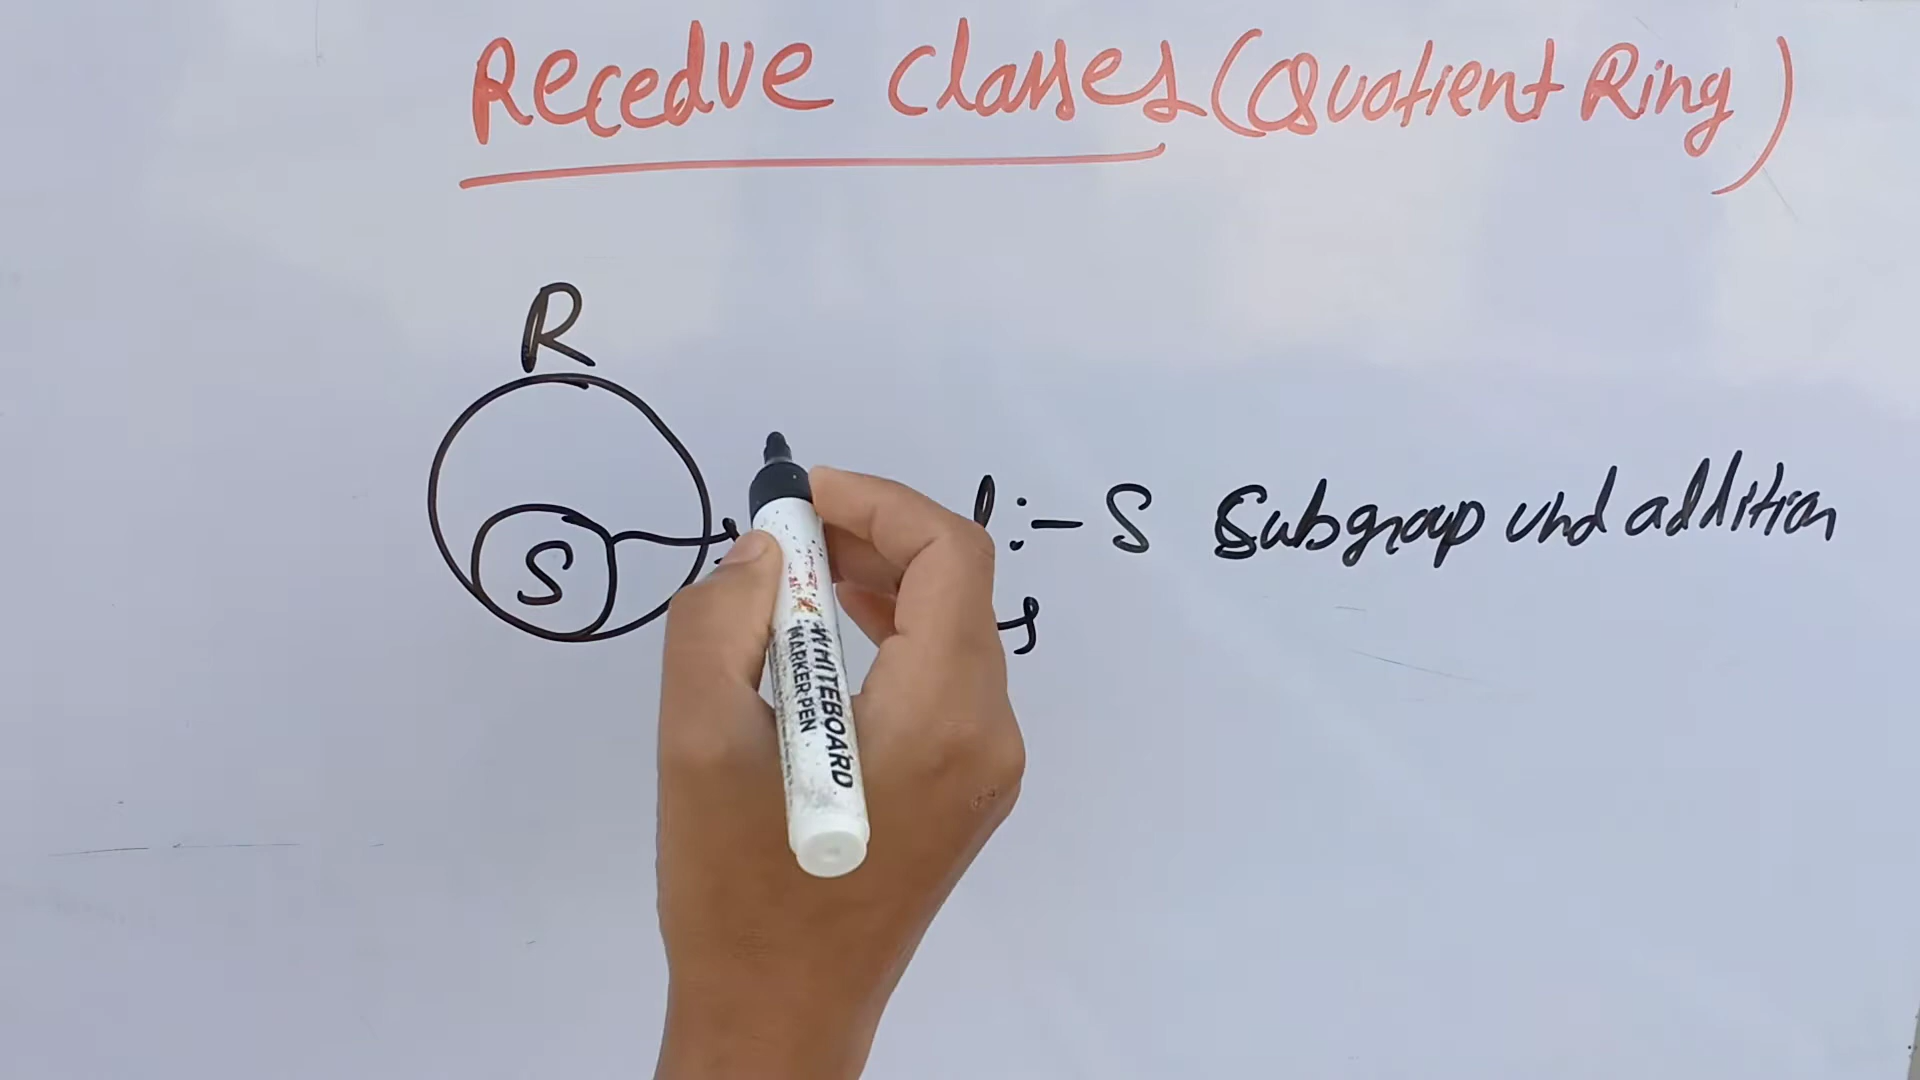 Recedue classes (Quotient Ring)
R
S
:- S Subgroup und addition
WHITEBOARD
MARKER PEN